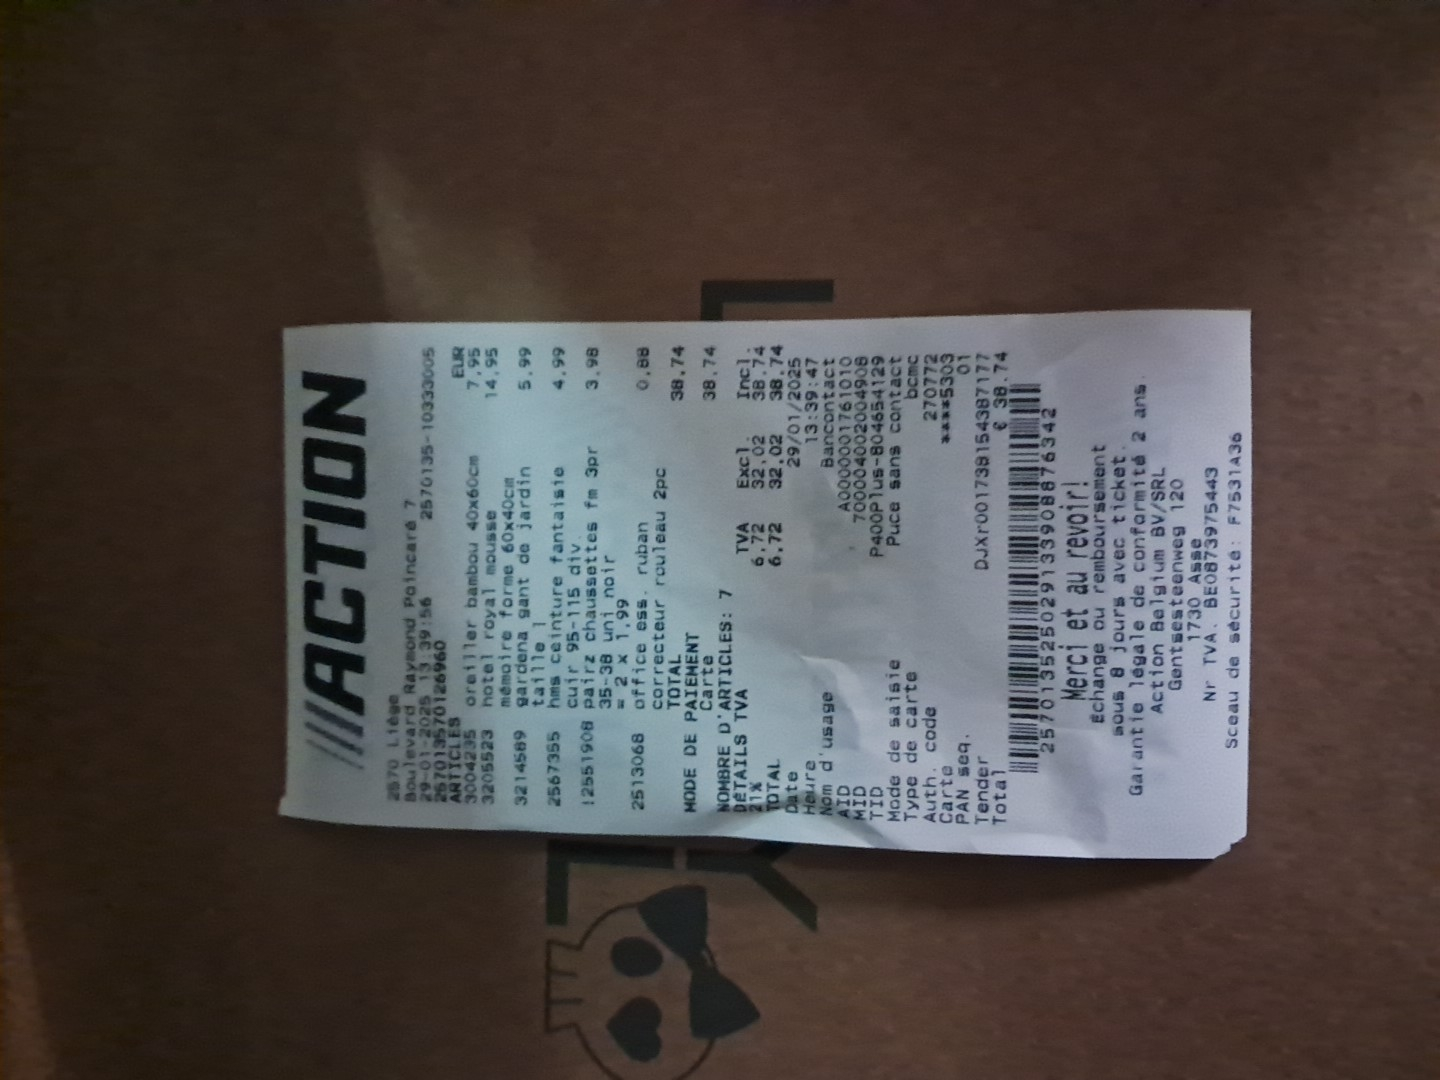 ACTION
2570 Liége
Boulevard Raymond Poincaré 7
29-01-2025 13:39:56 2570135-10333005
2570135701269​60
ARTICLES EUR
3004235 oreiller bambou 40x60cm 7,95
3205523 hotel royal mousse 14,95
mémoire forme 60x40cm
3214589 gardena gant de jardin 5,99
taille 1
2567355 hms ceinture fantaisie 4,99
cuir 95-115 div.
12551908 pairz chaussettes fm 3pr 3,98
35-38 uni noir
= 2 x 1,99
2513068 office ess. ruban 0,88
correcteur rouleau 2pc
TOTAL 38,74
MODE DE PAIEMENT
Carte 38,74
NOMBRE D'ARTICLES: 7
DÉTAILS TVA TVA Excl. Incl.
21% 6,72 32,02 38,74
TOTAL 6,72 32,02 38,74
Date 29/01/2025
Heure 13:39:47
Nom d'usage Bancontact
AID A0000001761010
MID 700004002004908
TID P400Plus-804654129
Mode de saisie Puce sans contact
Type de carte bcmc
Auth. code 270772
Carte ****5303
PAN seq. 01
Tender DJXr001738154387177
Total € 38.74
2570135250291339088​76342
Merci et au revoir!
Échange ou remboursement
sous 8 jours avec ticket.
Garantie légale de conformité 2 ans.
Action Belgium BV/SRL
Gentsesteenweg 120
1730 Asse
Nr TVA. BE0873975443
Sceau de sécurité: F7531A36